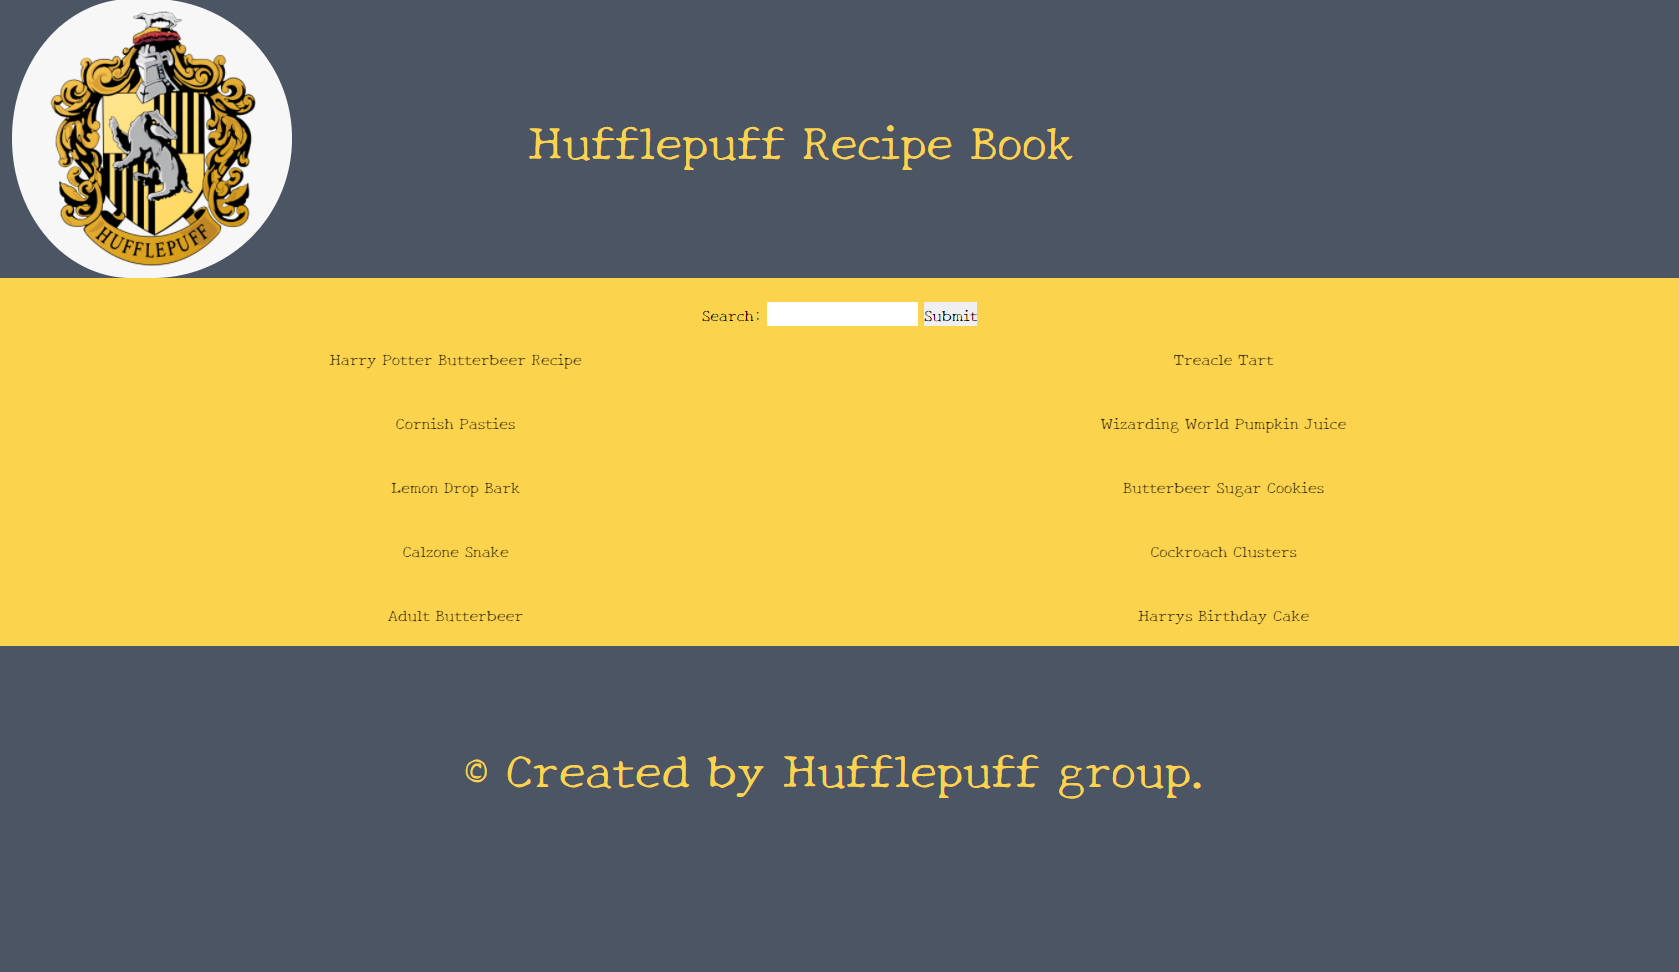 HUFFLEPUFF
Hufflepuff Recipe Book
Search: Submit
Harry Potter Butterbeer Recipe
Treacle Tart
Cornish Pasties
Wizarding World Pumpkin Juice
Lemon Drop Bark
Butterbeer Sugar Cookies
Calzone Snake
Cockroach Clusters
Adult Butterbeer
Harrys Birthday Cake
© Created by Hufflepuff group.